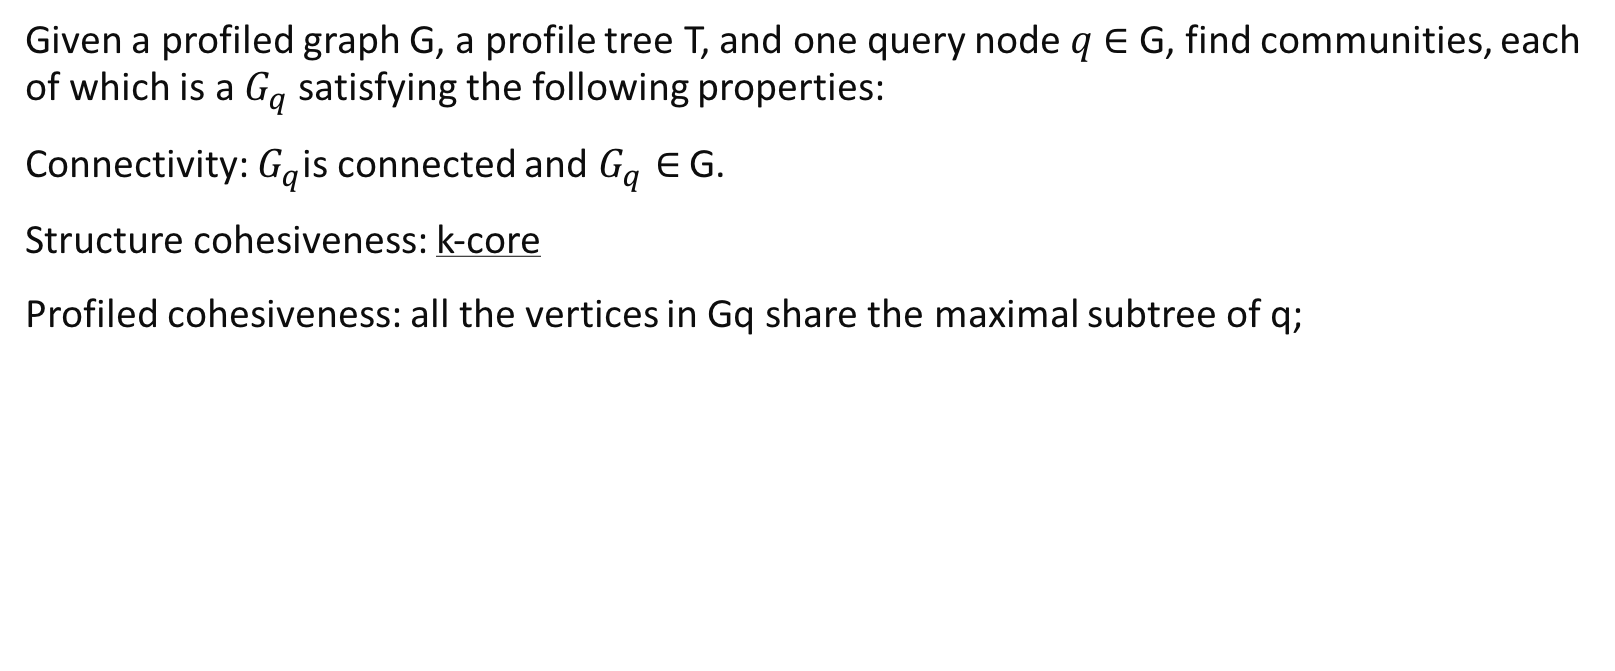 Given a profiled graph G, a profile tree T, and one query node q ∈ G, find communities, each
of which is a G_q satisfying the following properties:
Connectivity: G_q is connected and G_q ∈ G.
Structure cohesiveness: k-core
Profiled cohesiveness: all the vertices in Gq share the maximal subtree of q;